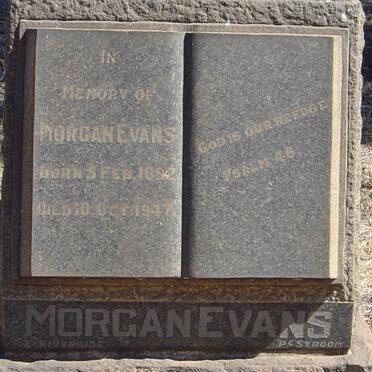 IN
MEMORY OF
MORGAN EVANS
BORN 3 FEB. 1892
DIED 10. OCT. 1947.
GOD IS OUR REFUGE
PSALM 46.
MORGAN EVANS
F.E. KIRKBRIDE
P.C. STROOM